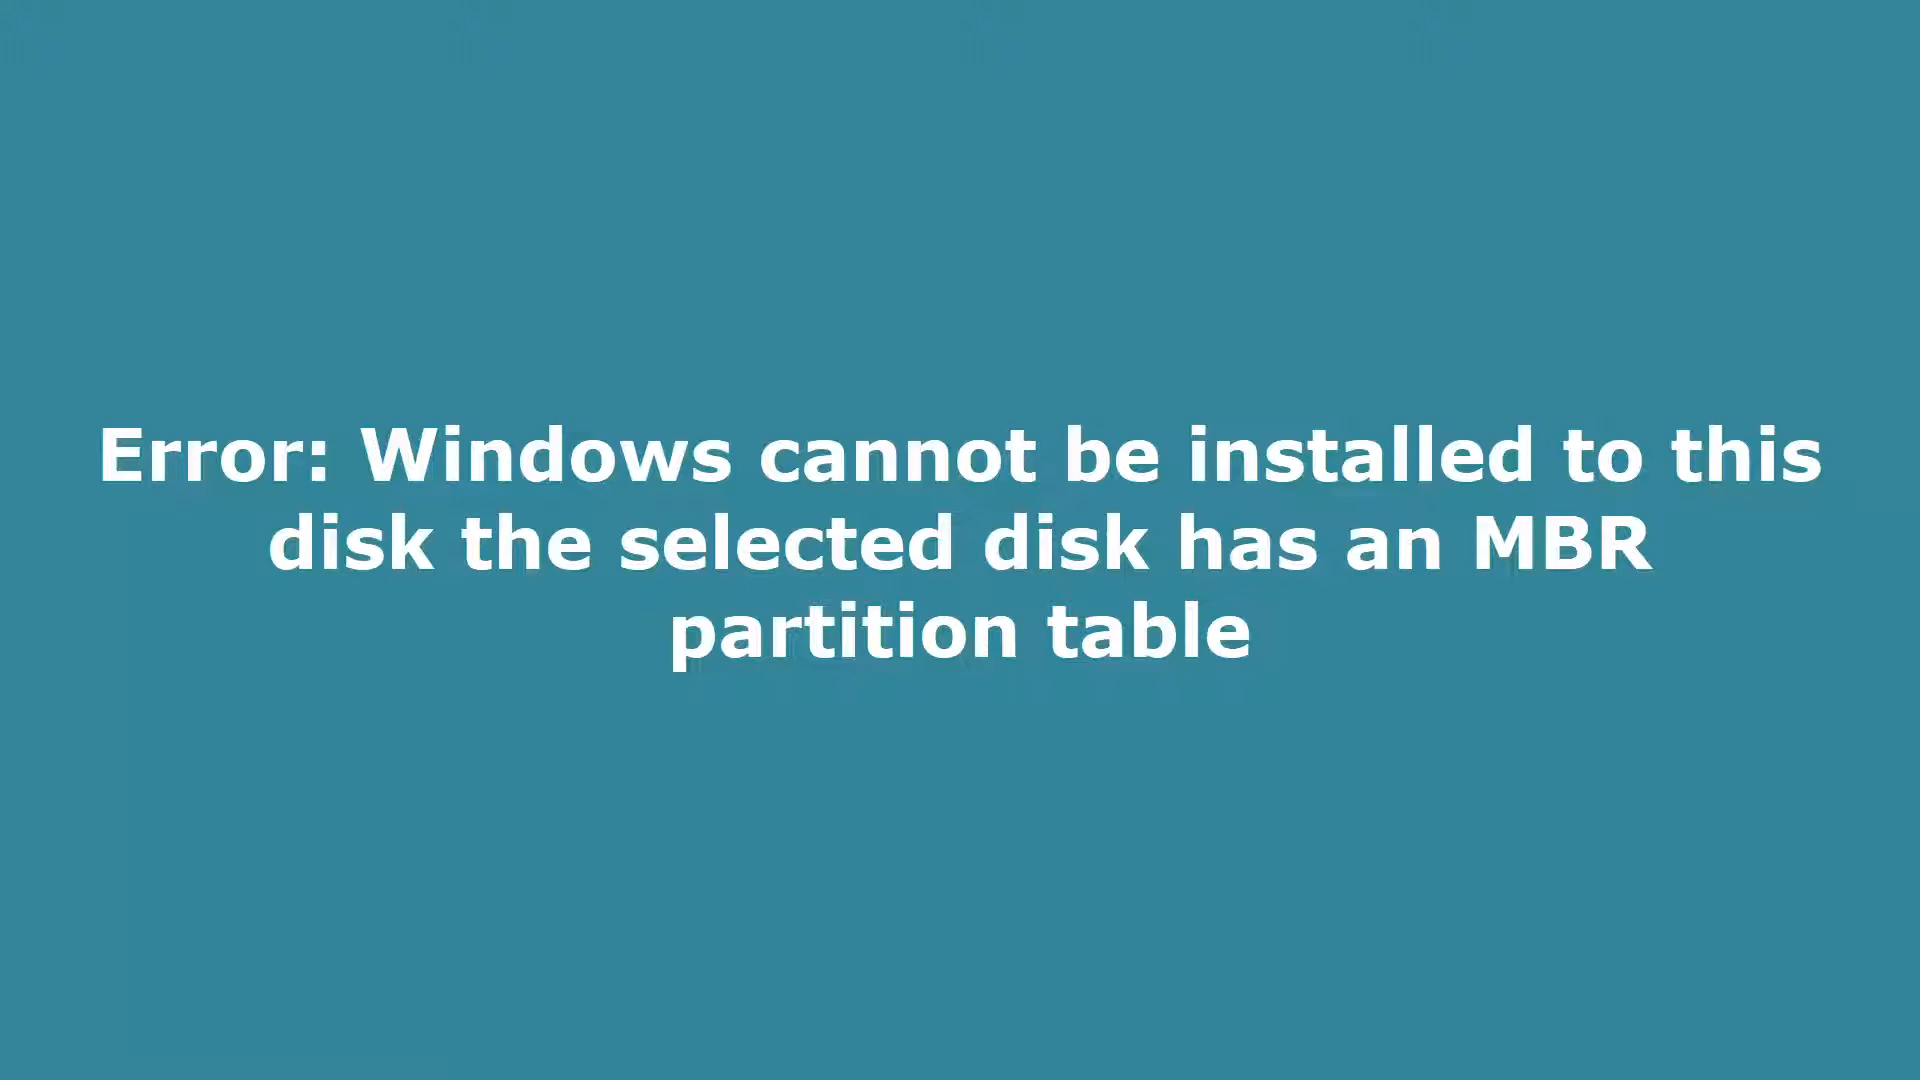 Error: Windows cannot be installed to this
disk the selected disk has an MBR
partition table